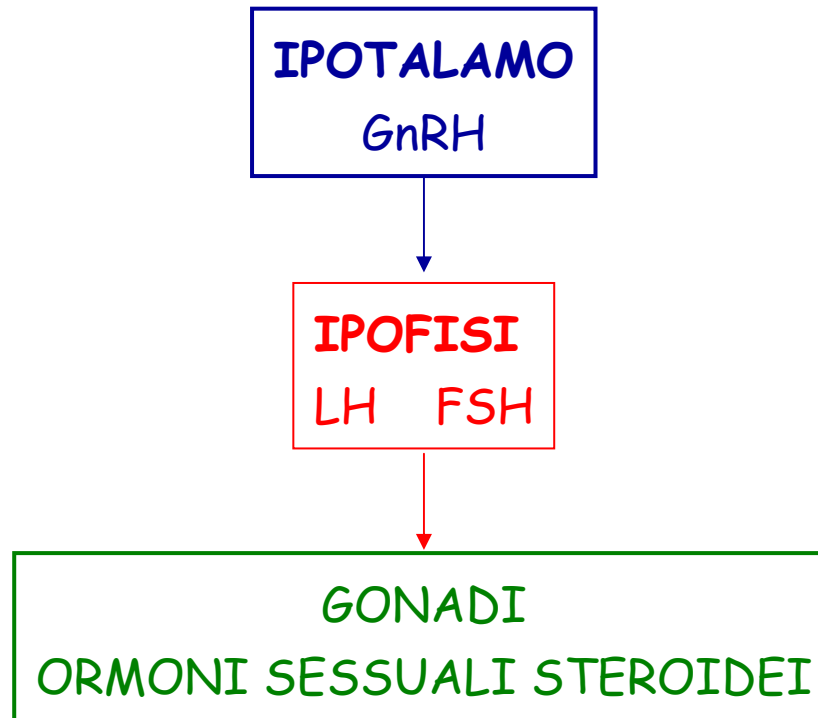 IPOTALAMO
GnRH
IPOFISI
LH FSH
GONADI
ORMONI SESSUALI STEROIDEI